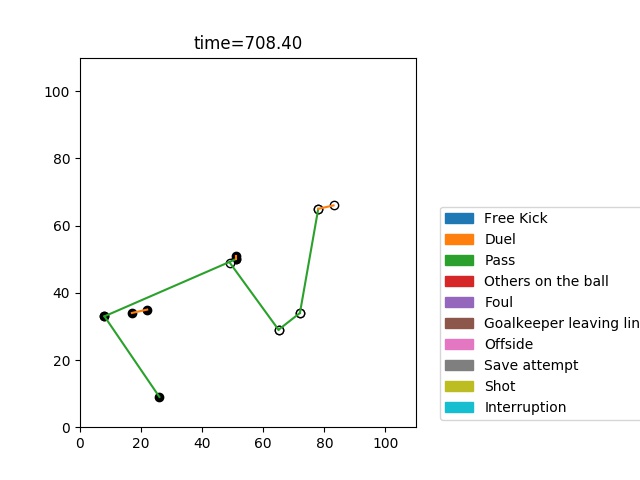 time=708.40
100
80
60
40
20
0
0 20 40 60 80 100
Free Kick
Duel
Pass
Others on the ball
Foul
Goalkeeper leaving lin
Offside
Save attempt
Shot
Interruption